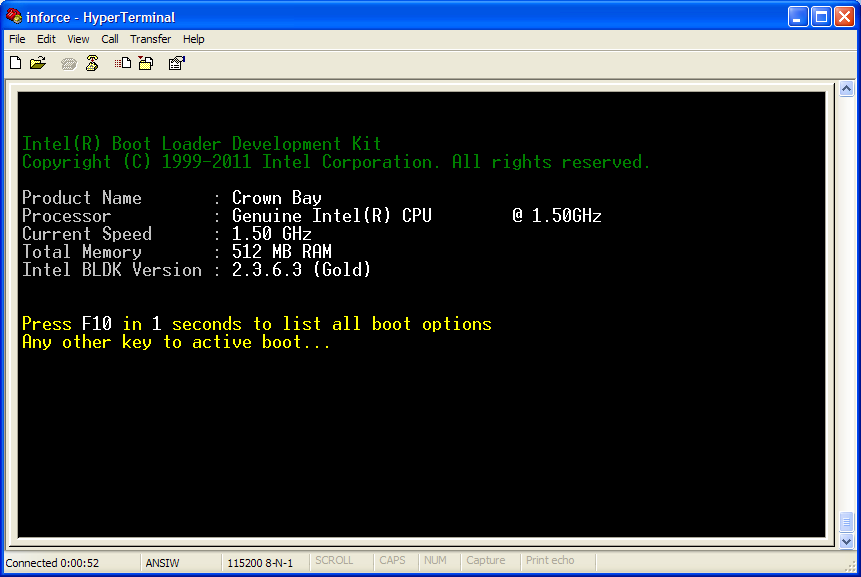 inforce - HyperTerminal
File Edit View Call Transfer Help
Intel(R) Boot Loader Development Kit
Copyright (C) 1999-2011 Intel Corporation. All rights reserved.
Product Name : Crown Bay
Processor : Genuine Intel(R) CPU @ 1.50GHz
Current Speed : 1.50 GHz
Total Memory : 512 MB RAM
Intel BLDK Version : 2.3.6.3 (Gold)
Press F10 in 1 seconds to list all boot options
Any other key to active boot...
Connected 0:00:52 ANSIW 115200 8-N-1 SCROLL CAPS NUM Capture Print echo